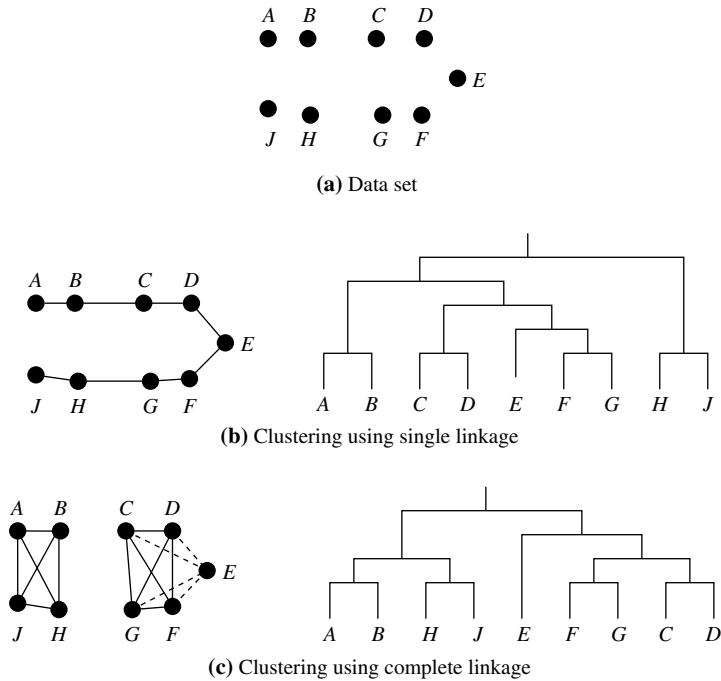 A B C D
E
J H G F
(a) Data set
A B C D
E
J H G F
A B C D E F G H J
(b) Clustering using single linkage
A B C D
E
J H G F
A B H J E F G C D
(c) Clustering using complete linkage